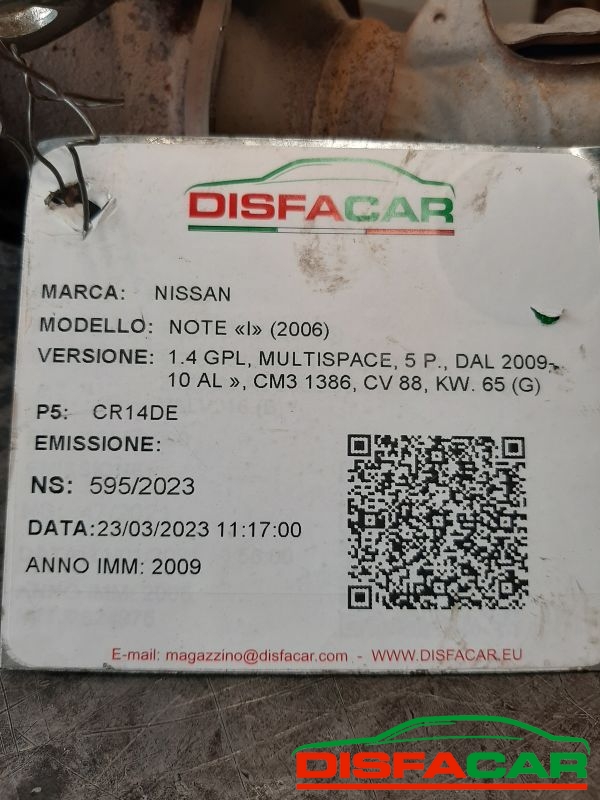 DISFACAR
MARCA: NISSAN
MODELLO: NOTE «I» (2006)
VERSIONE: 1.4 GPL, MULTISPACE, 5 P., DAL 2009-
10 AL », CM3 1386, CV 88, KW. 65 (G)
P5: CR14DE
EMISSIONE:
NS: 595/2023
DATA:23/03/2023 11:17:00
ANNO IMM: 2009
E-mail: magazzino@disfacar.com - WWW.DISFACAR.EU
DISFACAR